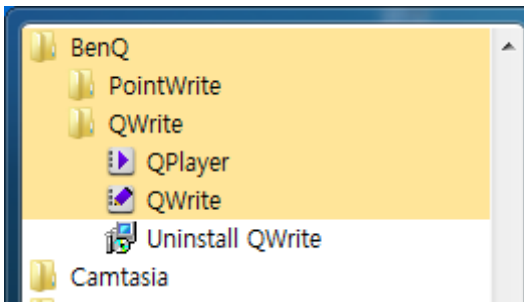 BenQ
PointWrite
QWrite
QPlayer
QWrite
Uninstall QWrite
Camtasia